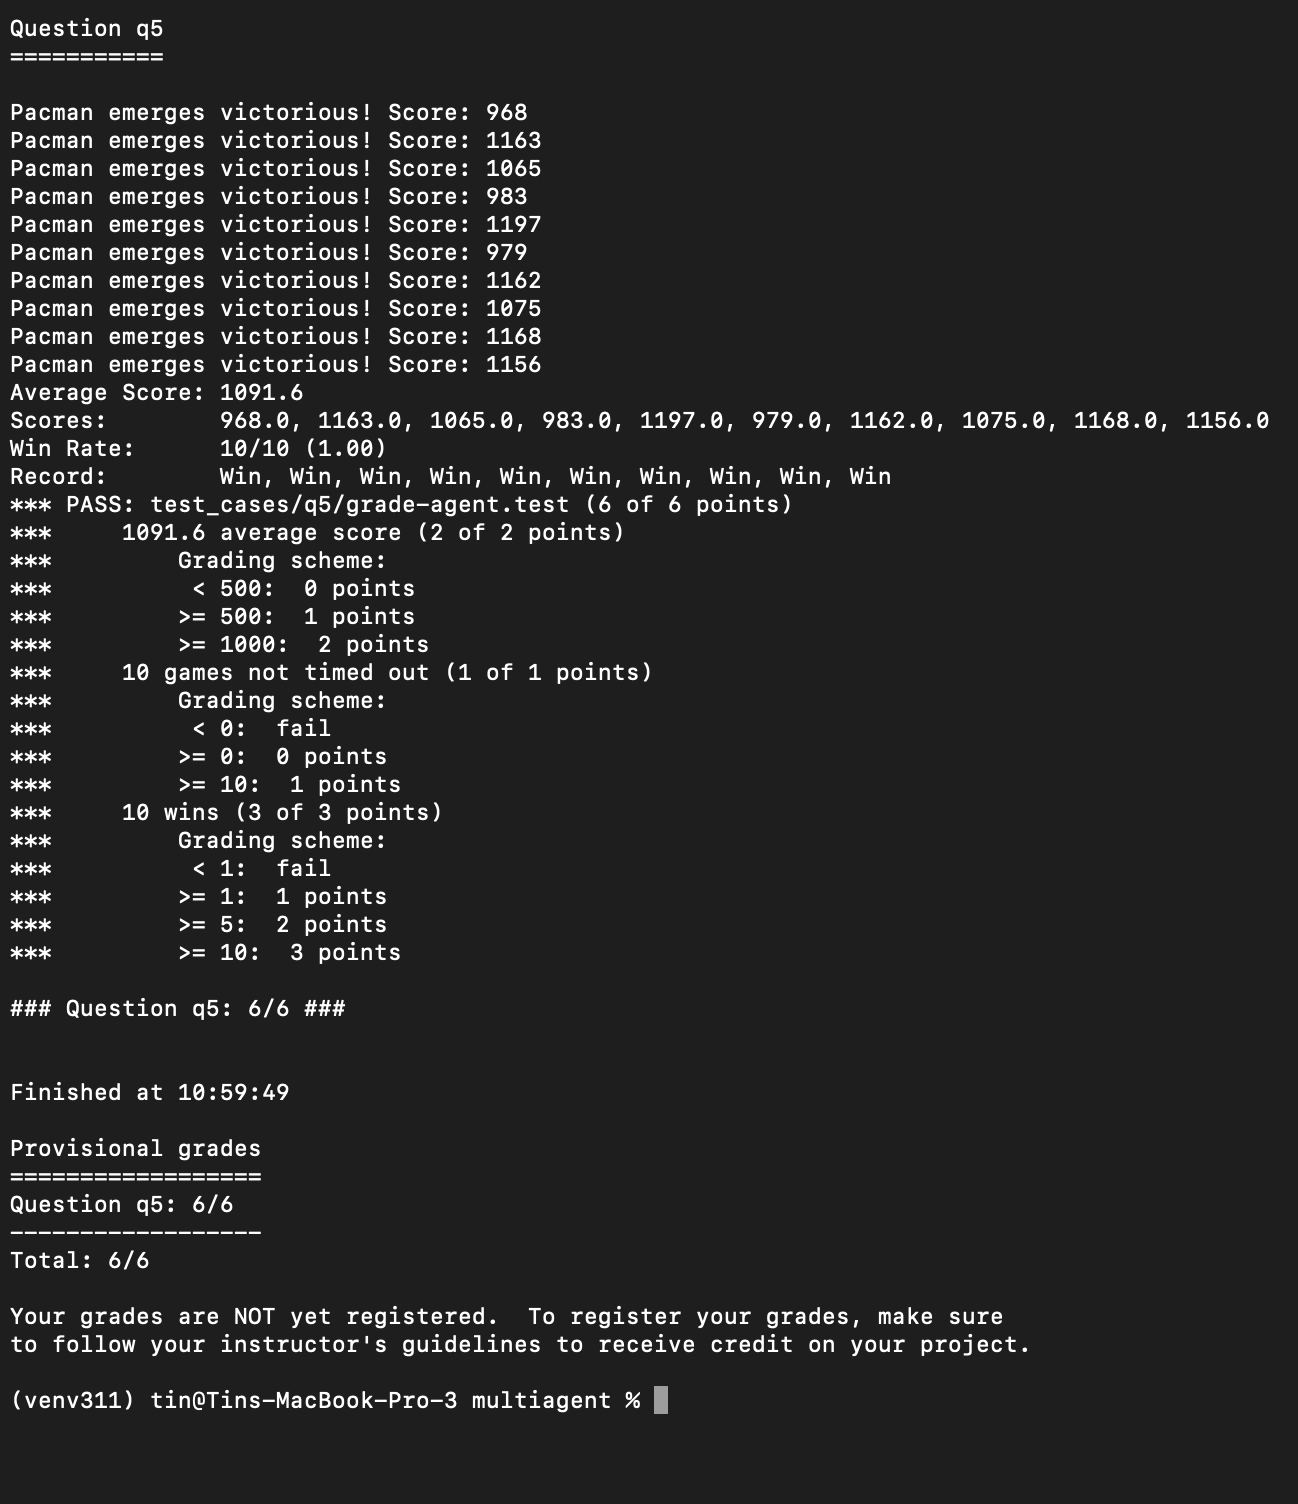 Question q5
===========
Pacman emerges victorious! Score: 968
Pacman emerges victorious! Score: 1163
Pacman emerges victorious! Score: 1065
Pacman emerges victorious! Score: 983
Pacman emerges victorious! Score: 1197
Pacman emerges victorious! Score: 979
Pacman emerges victorious! Score: 1162
Pacman emerges victorious! Score: 1075
Pacman emerges victorious! Score: 1168
Pacman emerges victorious! Score: 1156
Average Score: 1091.6
Scores:        968.0, 1163.0, 1065.0, 983.0, 1197.0, 979.0, 1162.0, 1075.0, 1168.0, 1156.0
Win Rate:      10/10 (1.00)
Record:        Win, Win, Win, Win, Win, Win, Win, Win, Win, Win
*** PASS: test_cases/q5/grade-agent.test (6 of 6 points)
***     1091.6 average score (2 of 2 points)
***         Grading scheme:
***          < 500:  0 points
***         >= 500:  1 points
***         >= 1000:  2 points
***     10 games not timed out (1 of 1 points)
***         Grading scheme:
***          < 0:  fail
***         >= 0:  0 points
***         >= 10:  1 points
***     10 wins (3 of 3 points)
***         Grading scheme:
***          < 1:  fail
***         >= 1:  1 points
***         >= 5:  2 points
***         >= 10:  3 points
### Question q5: 6/6 ###
Finished at 10:59:49
Provisional grades
==================
Question q5: 6/6
------------------
Total: 6/6
Your grades are NOT yet registered.  To register your grades, make sure
to follow your instructor's guidelines to receive credit on your project.
(venv311) tin@Tins-MacBook-Pro-3 multiagent %